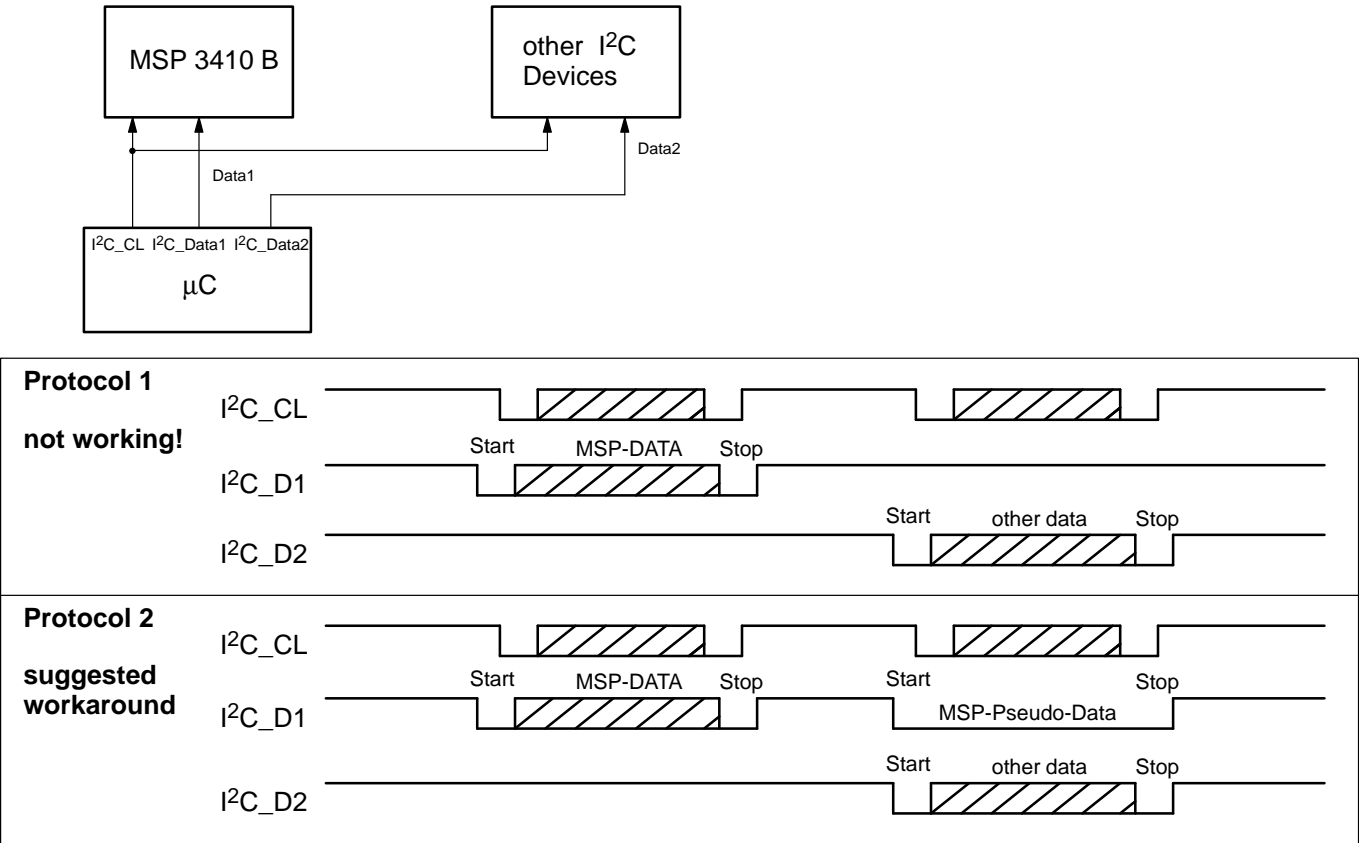 MSP 3410 B
other I²C
Devices
Data2
Data1
I²C_CL I²C_Data1 I²C_Data2
µC
Protocol 1
I²C_CL
not working!
Start MSP-DATA Stop
I²C_D1
Start other data Stop
I²C_D2
Protocol 2
I²C_CL
suggested
workaround
Start MSP-DATA Stop Start Stop
I²C_D1
MSP-Pseudo-Data
Start other data Stop
I²C_D2